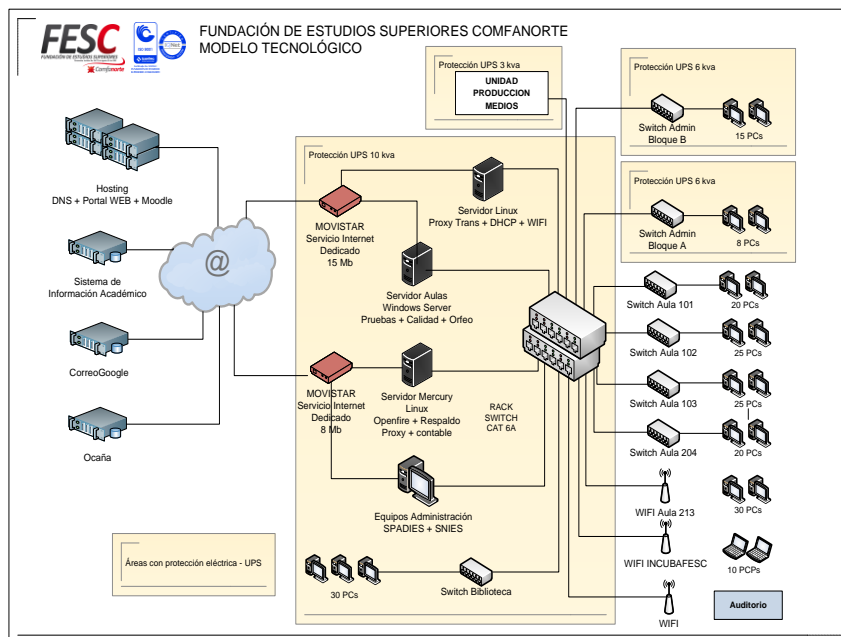 FESC
FUNDACIÓN DE ESTUDIOS SUPERIORES
Comfanorte
FUNDACIÓN DE ESTUDIOS SUPERIORES COMFANORTE
MODELO TECNOLÓGICO
Protección UPS 3 kva
UNIDAD
PRODUCCION
MEDIOS
Protección UPS 6 kva
Switch Admin
Bloque B
15 PCs
Protección UPS 6 kva
Switch Admin
Bloque A
8 PCs
Hosting
DNS + Portal WEB + Moodle
Sistema de
Información Académico
CorreoGoogle
Ocaña
@
Protección UPS 10 kva
MOVISTAR
Servicio Internet
Dedicado
15 Mb
Servidor Linux
Proxy Trans + DHCP + WIFI
Servidor Aulas
Windows Server
Pruebas + Calidad + Orfeo
MOVISTAR
Servicio Internet
Dedicado
8 Mb
Servidor Mercury
Linux
Openfire + Respaldo
Proxy + contable
RACK
SWITCH
CAT 6A
Equipos Administración
SPADIES + SNIES
30 PCs
Switch Biblioteca
Switch Aula 101
20 PCs
Switch Aula 102
25 PCs
Switch Aula 103
25 PCs
Switch Aula 204
20 PCs
WIFI Aula 213
30 PCs
WIFI INCUBAFESC
10 PCPs
WIFI
Auditorio
Áreas con protección eléctrica - UPS